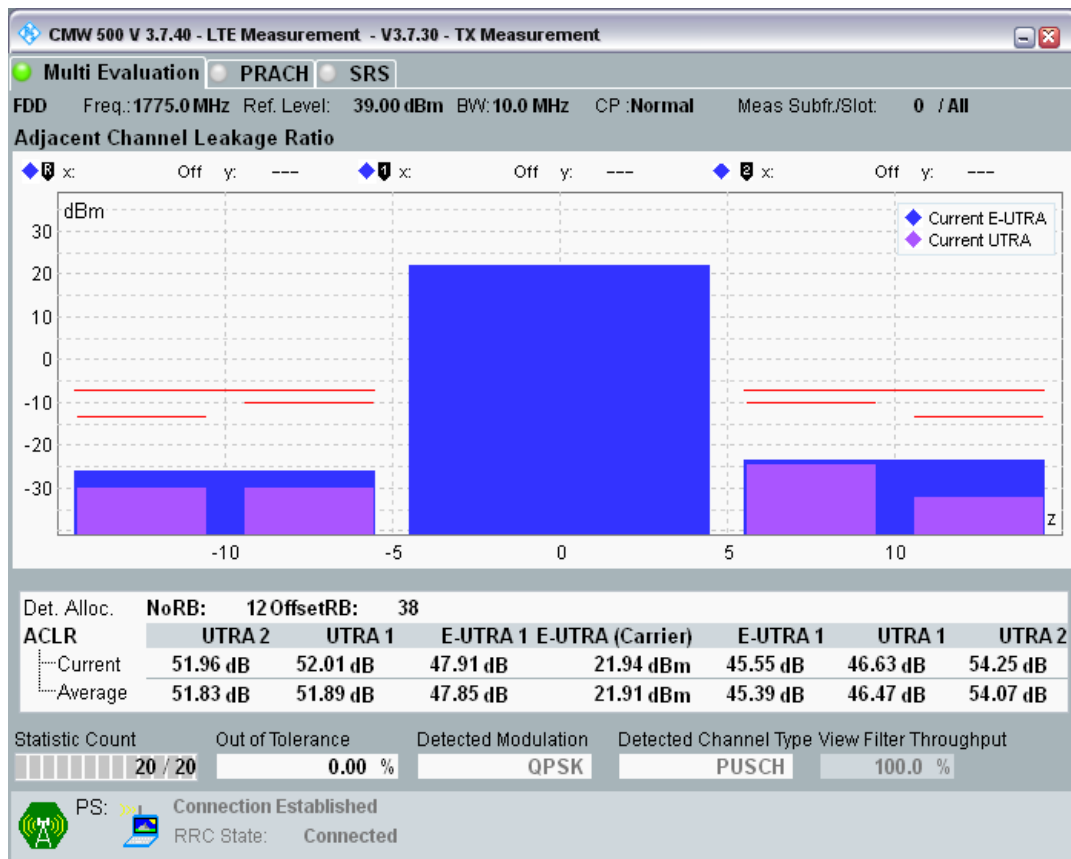 CMW 500 V 3.7.40 - LTE Measurement - V3.7.30 - TX Measurement
Multi Evaluation PRACH SRS
FDD Freq.:1775.0 MHz Ref. Level: 39.00 dBm BW:10.0 MHz CP :Normal Meas Subfr./Slot: 0 / All
Adjacent Channel Leakage Ratio
R x: Off y: --- 1 x: Off y: --- 2 x: Off y: ---
dBm
Current E-UTRA
Current UTRA
30
20
10
0
-10
-20
-30
z
-10 -5 0 5 10
Det. Alloc. NoRB: 12 OffsetRB: 38
ACLR UTRA 2 UTRA 1 E-UTRA 1 E-UTRA (Carrier) E-UTRA 1 UTRA 1 UTRA 2
Current 51.96 dB 52.01 dB 47.91 dB 21.94 dBm 45.55 dB 46.63 dB 54.25 dB
Average 51.83 dB 51.89 dB 47.85 dB 21.91 dBm 45.39 dB 46.47 dB 54.07 dB
Statistic Count Out of Tolerance Detected Modulation Detected Channel Type View Filter Throughput
20 / 20 0.00 % QPSK PUSCH 100.0 %
PS: Connection Established
RRC State: Connected